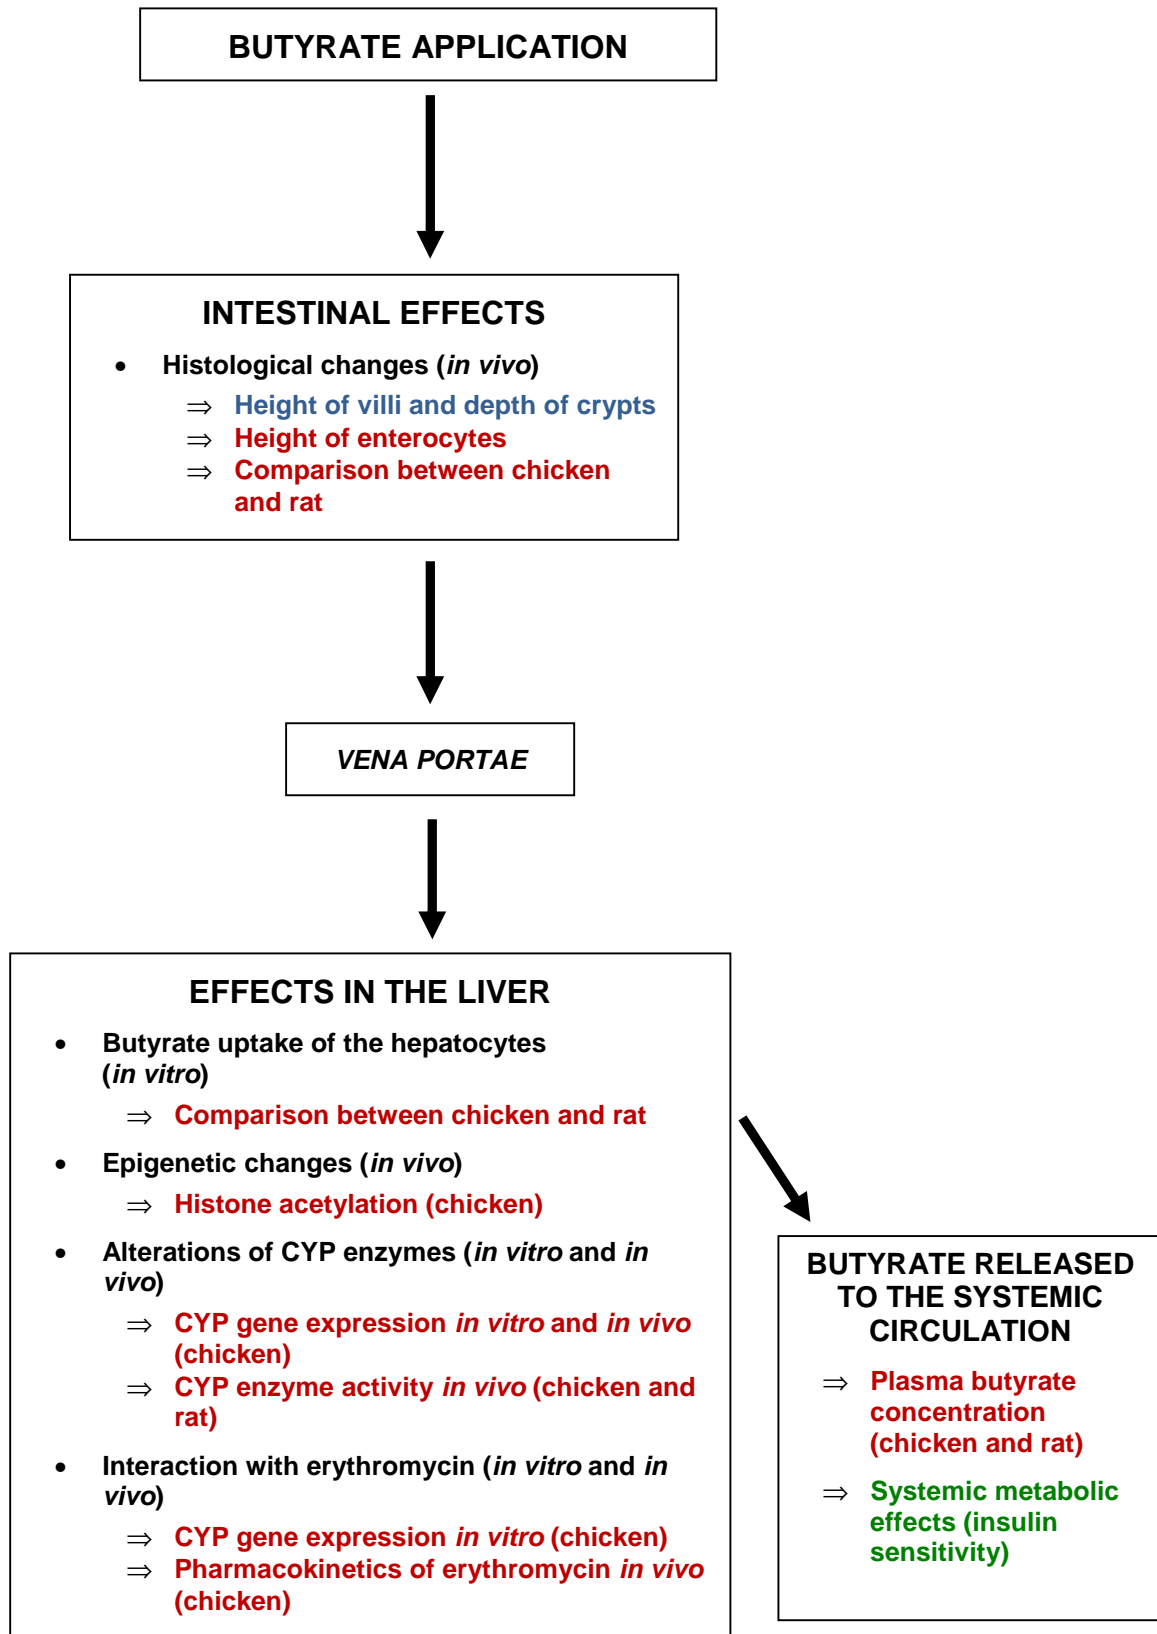 BUTYRATE APPLICATION
INTESTINAL EFFECTS
• Histological changes (in vivo)
⇒ Height of villi and depth of crypts
⇒ Height of enterocytes
⇒ Comparison between chicken
and rat
VENA PORTAE
EFFECTS IN THE LIVER
• Butyrate uptake of the hepatocytes
(in vitro)
⇒ Comparison between chicken and rat
• Epigenetic changes (in vivo)
⇒ Histone acetylation (chicken)
• Alterations of CYP enzymes (in vitro and in
vivo)
⇒ CYP gene expression in vitro and in vivo
(chicken)
⇒ CYP enzyme activity in vivo (chicken and
rat)
• Interaction with erythromycin (in vitro and in
vivo)
⇒ CYP gene expression in vitro (chicken)
⇒ Pharmacokinetics of erythromycin in vivo
(chicken)
BUTYRATE RELEASED
TO THE SYSTEMIC
CIRCULATION
⇒ Plasma butyrate
concentration
(chicken and rat)
⇒ Systemic metabolic
effects (insulin
sensitivity)